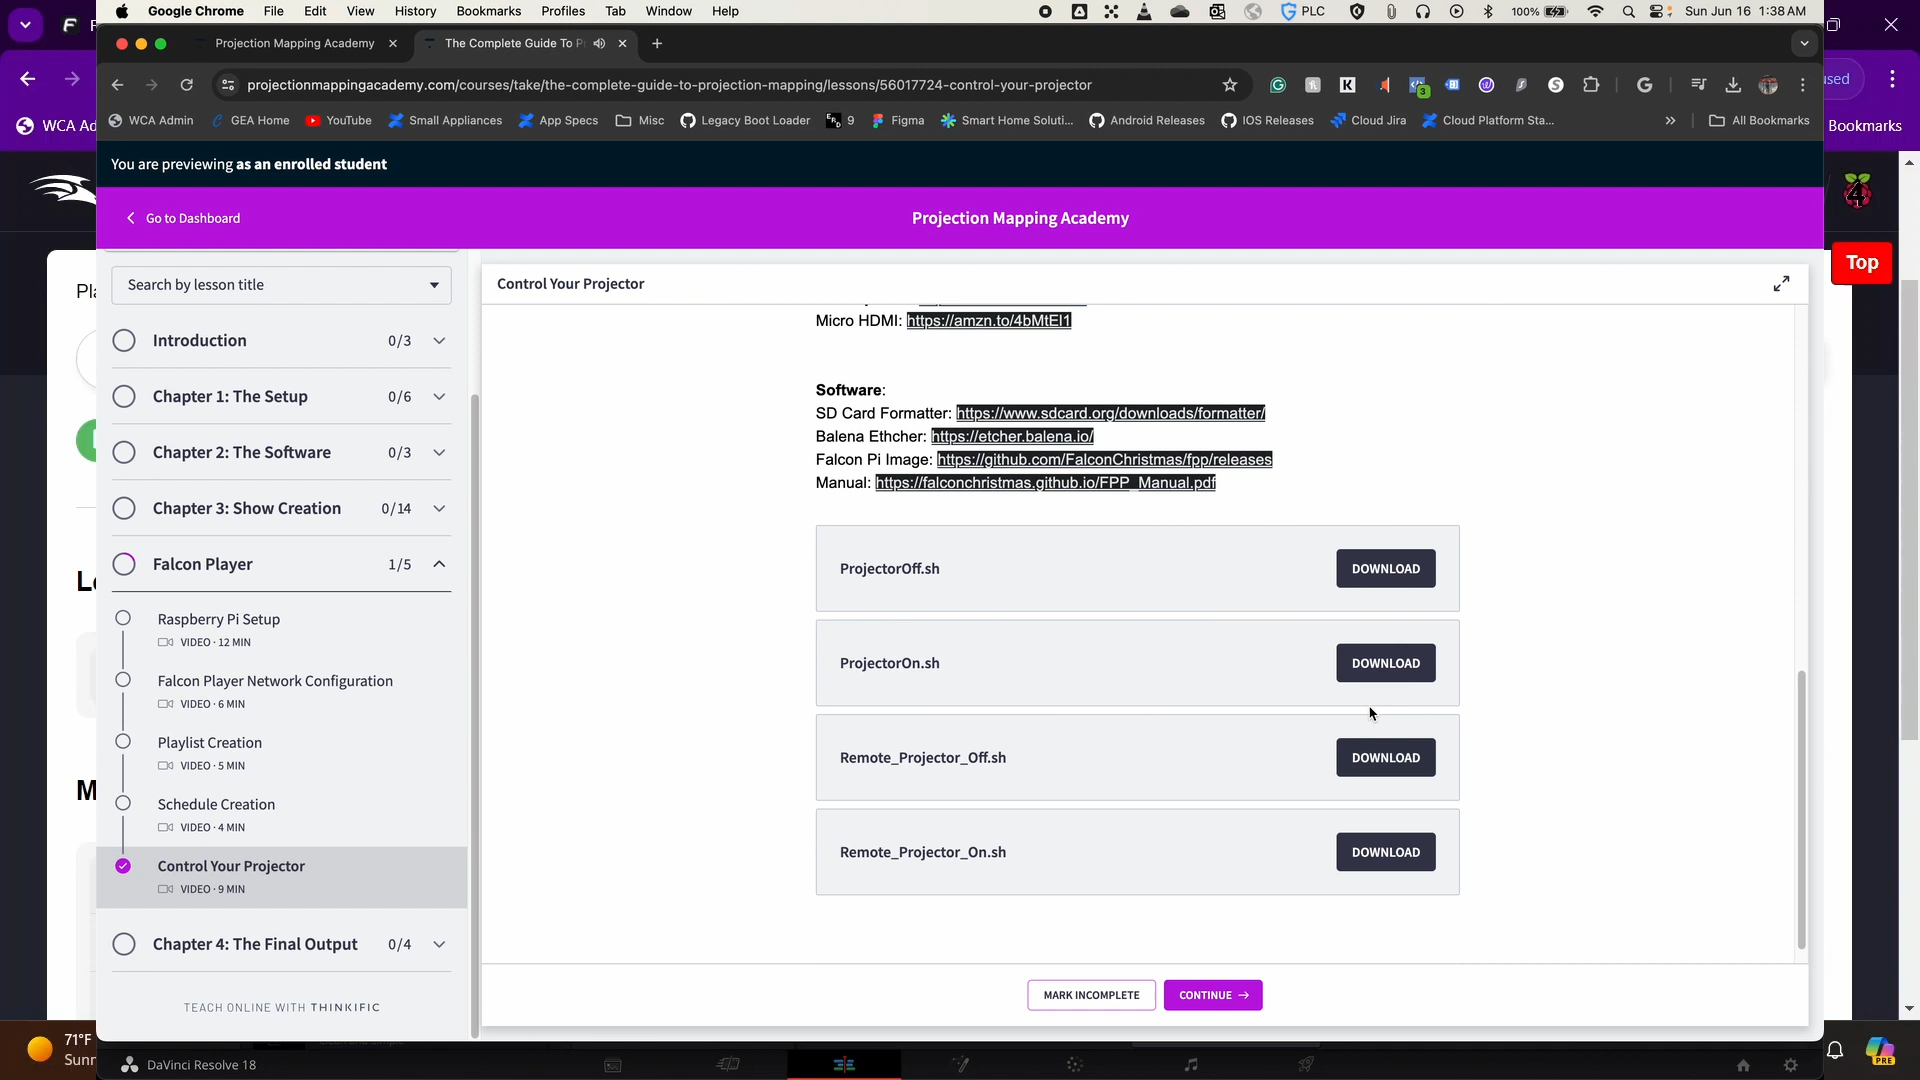 Google Chrome File Edit View History Bookmarks Profiles Tab Window Help
PLC 100% Sun Jun 16 1:38 AM
Projection Mapping Academy The Complete Guide To P
projectionmappingacademy.com/courses/take/the-complete-guide-to-projection-mapping/lessons/56017724-control-your-projector
3
used
WCA Ad
WCA Admin GEA Home YouTube Small Appliances App Specs Misc Legacy Boot Loader 9 Figma Smart Home Soluti... Android Releases IOS Releases Cloud Jira Cloud Platform Sta... » All Bookmarks
Bookmarks
You are previewing as an enrolled student
Go to Dashboard
Projection Mapping Academy
4
Top
Search by lesson title
Control Your Projector
Introduction 0/3
Chapter 1: The Setup 0/6
Chapter 2: The Software 0/3
Chapter 3: Show Creation 0/14
Falcon Player 1/5
Raspberry Pi Setup
VIDEO · 12 MIN
Falcon Player Network Configuration
VIDEO · 6 MIN
Playlist Creation
VIDEO · 5 MIN
Schedule Creation
VIDEO · 4 MIN
Control Your Projector
VIDEO · 9 MIN
Chapter 4: The Final Output 0/4
TEACH ONLINE WITH THINKIFIC
Micro HDMI: https://amzn.to/4bMtEl1
Software:
SD Card Formatter: https://www.sdcard.org/downloads/formatter/
Balena Ethcher: https://etcher.balena.io/
Falcon Pi Image: https://github.com/FalconChristmas/fpp/releases
Manual: https://falconchristmas.github.io/FPP_Manual.pdf
ProjectorOff.sh DOWNLOAD
ProjectorOn.sh DOWNLOAD
Remote_Projector_Off.sh DOWNLOAD
Remote_Projector_On.sh DOWNLOAD
MARK INCOMPLETE CONTINUE →
71°F
Sunn
DaVinci Resolve 18
PRE